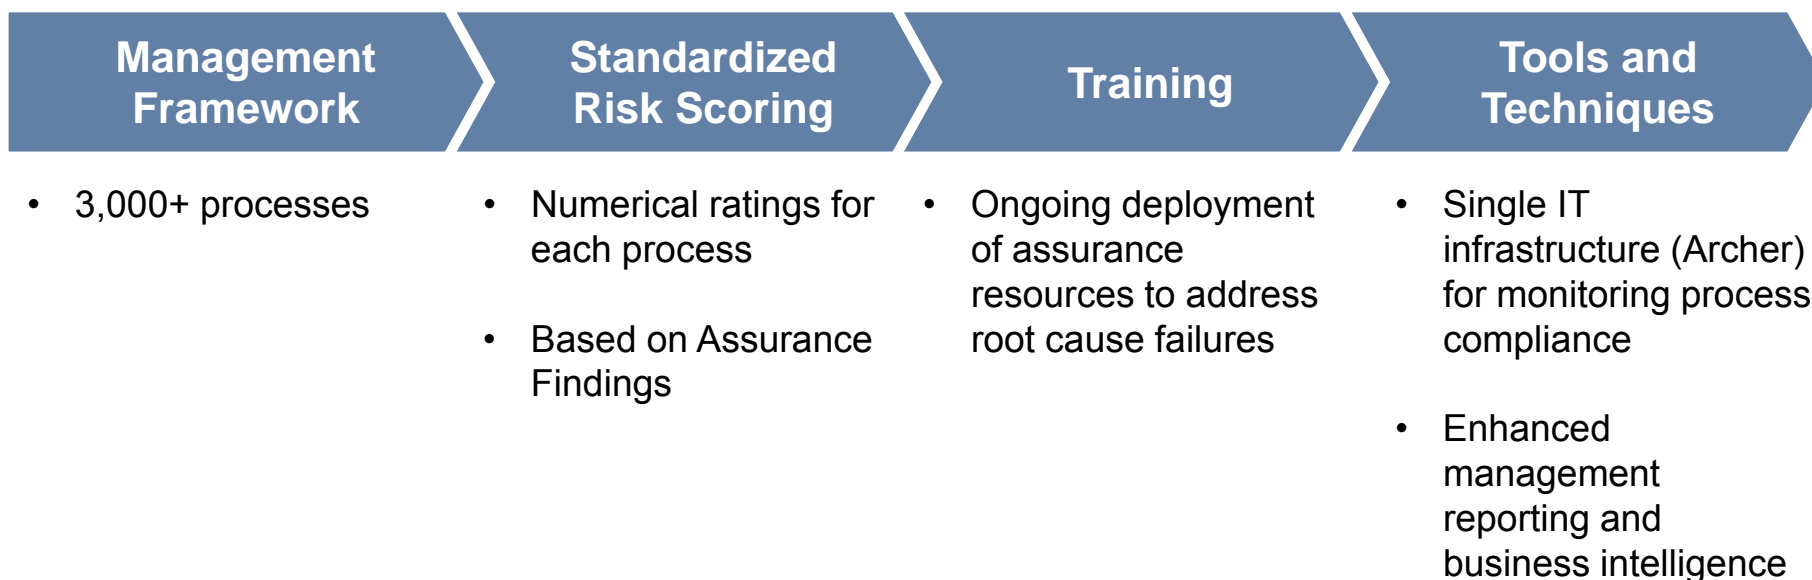 Management
Framework
Standardized
Risk Scoring
Training
Tools and
Techniques
• 3,000+ processes
• Numerical ratings for
each process
• Based on Assurance
Findings
• Ongoing deployment
of assurance
resources to address
root cause failures
• Single IT
infrastructure (Archer)
for monitoring process
compliance
• Enhanced
management
reporting and
business intelligence